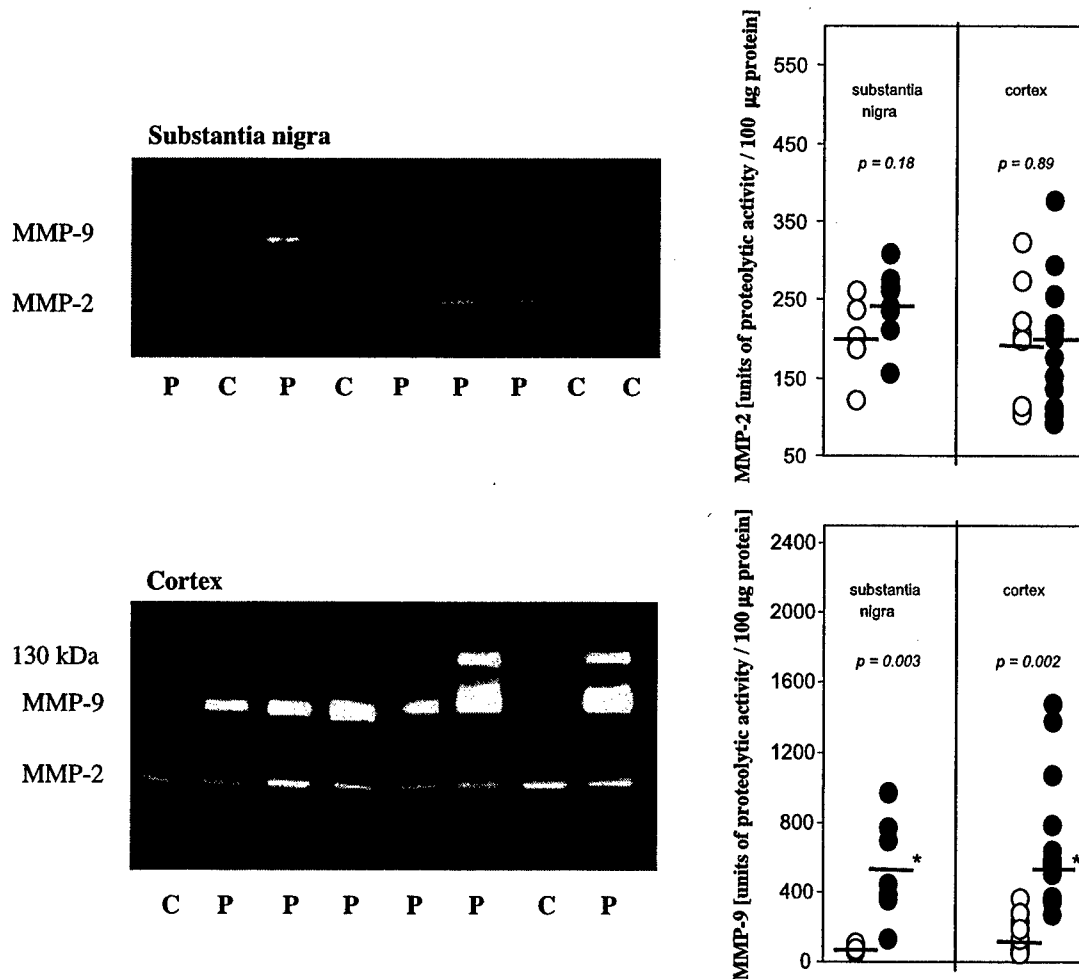 Substantia nigra
MMP-9
MMP-2
P C P C P P P C C
Cortex
130 kDa
MMP-9
MMP-2
C P P P P P C P
MMP-2 [units of proteolytic activity / 100 µg protein]
550
450
350
250
150
50
substantia
nigra
cortex
p = 0.18
p = 0.89
MMP-9 [units of proteolytic activity / 100 µg protein]
2400
2000
1600
1200
800
400
0
substantia
nigra
cortex
p = 0.003
p = 0.002
*
*